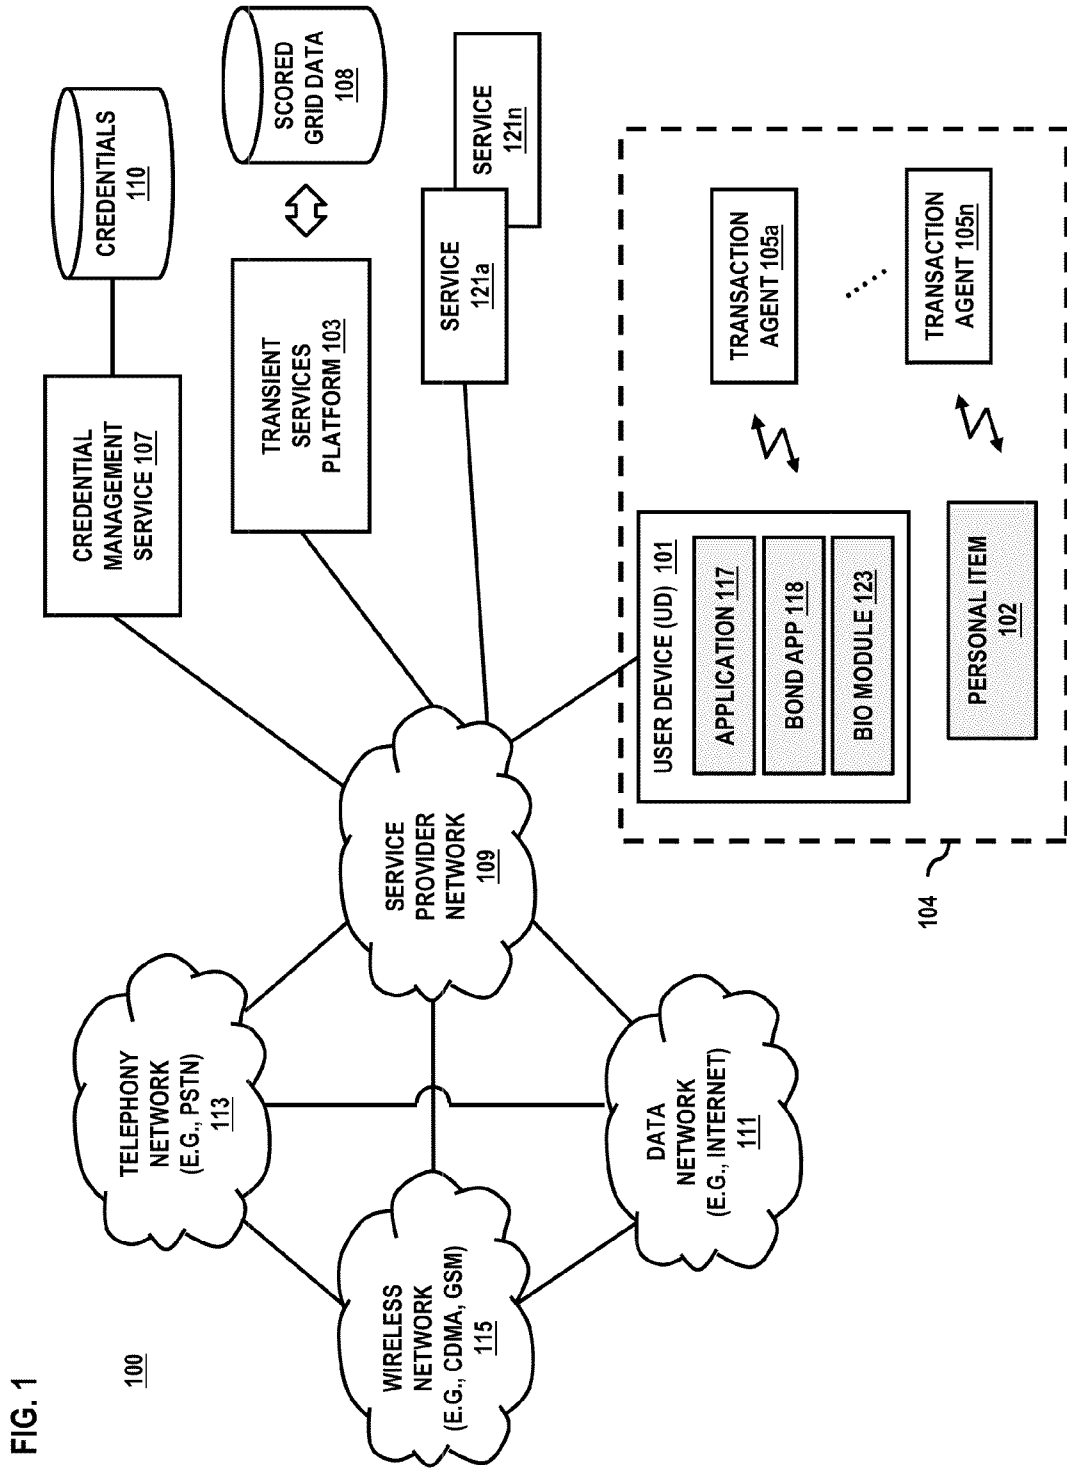 FIG. 1
100
WIRELESS
NETWORK
(E.G., CDMA, GSM)
115
TELEPHONY
NETWORK
(E.G., PSTN)
113
DATA
NETWORK
(E.G., INTERNET)
111
SERVICE
PROVIDER
NETWORK
109
CREDENTIAL
MANAGEMENT
SERVICE 107
CREDENTIALS
110
TRANSIENT
SERVICES
PLATFORM 103
SCORED
GRID DATA
108
SERVICE
121a
SERVICE
121n
104
USER DEVICE (UD) 101
APPLICATION 117
BOND APP 118
BIO MODULE 123
PERSONAL ITEM
102
TRANSACTION
AGENT 105a
TRANSACTION
AGENT 105n